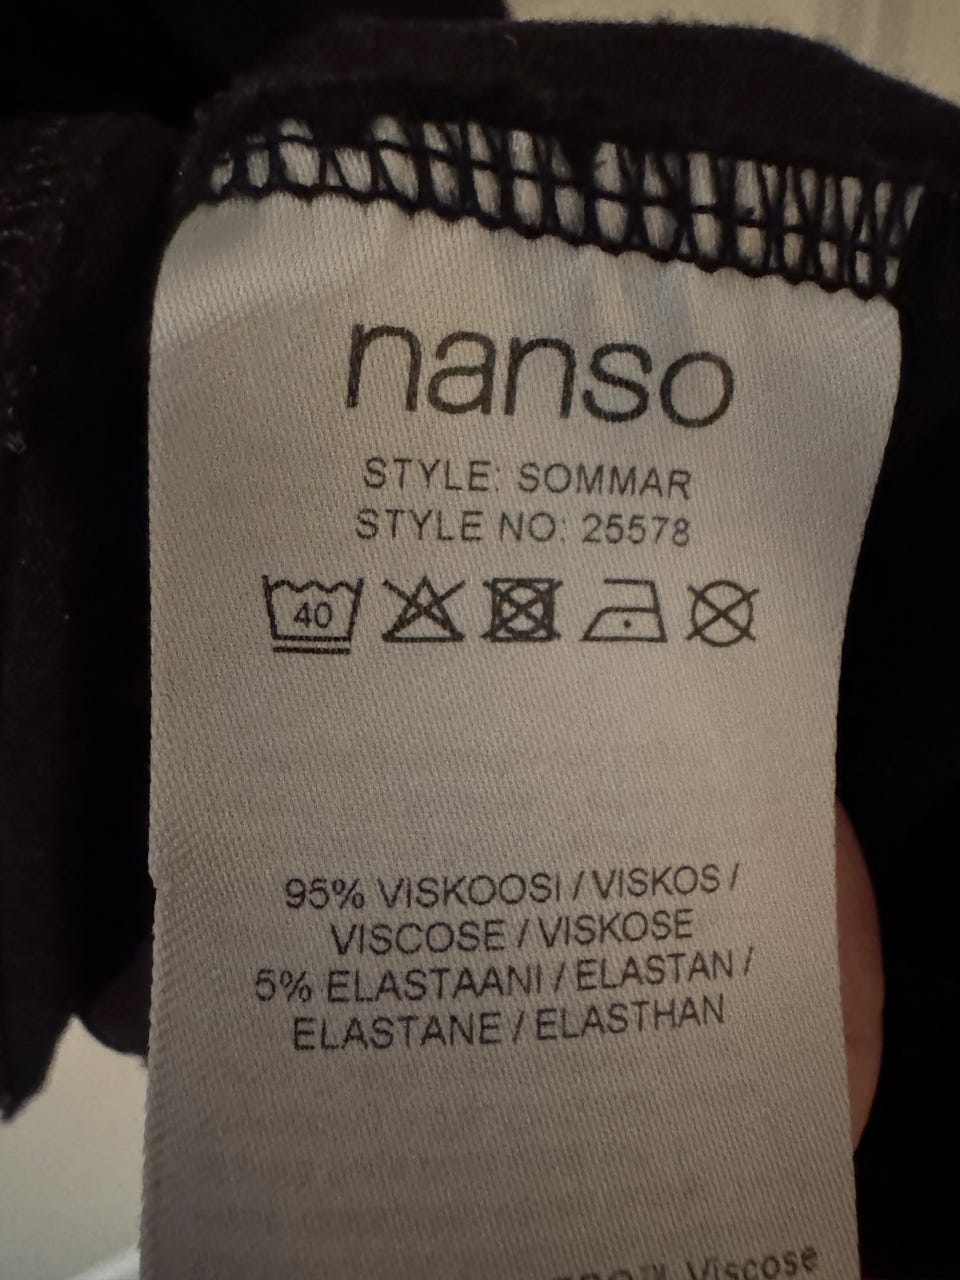 nanso
STYLE: SOMMAR
STYLE NO: 25578
40
95% VISKOOSI / VISKOS /
VISCOSE / VISKOSE
5% ELASTAANI / ELASTAN /
ELASTANE / ELASTHAN
Viscose